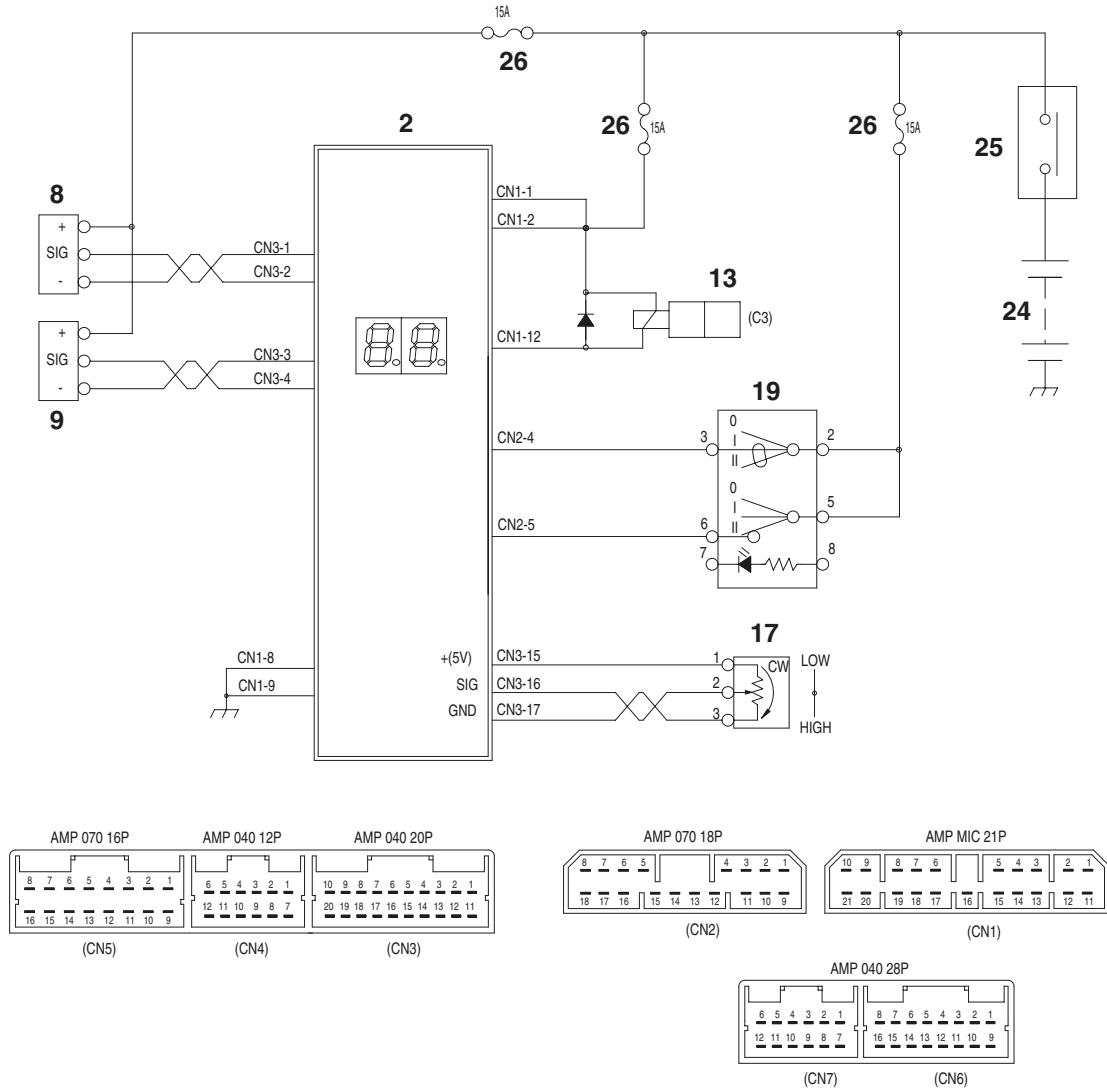 15A
26
2
26
15A
26
15A
25
8
CN1-1
+
CN1-2
SIG
CN3-1
-
CN3-2
13
24
(C3)
+
CN1-12
SIG
CN3-3
-
CN3-4
9
19
0
CN2-4
3
I
2
II
0
I
5
CN2-5
6
II
7
8
17
CN1-8
+(5V)
CN3-15
1
CW
LOW
CN1-9
SIG
CN3-16
2
GND
CN3-17
3
HIGH
AMP 070 16P
AMP 040 12P
AMP 040 20P
8 7 6 5 4 3 2 1
6 5 4 3 2 1
10 9 8 7 6 5 4 3 2 1
16 15 14 13 12 11 10 9
12 11 10 9 8 7
20 19 18 17 16 15 14 13 12 11
(CN5)
(CN4)
(CN3)
AMP 070 18P
AMP MIC 21P
8 7 6 5 4 3 2 1
10 9 8 7 6 5 4 3 2 1
18 17 16 15 14 13 12 11 10 9
21 20 19 18 17 16 15 14 13 12 11
(CN2)
(CN1)
AMP 040 28P
6 5 4 3 2 1
8 7 6 5 4 3 2 1
12 11 10 9 8 7
16 15 14 13 12 11 10 9
(CN7)
(CN6)